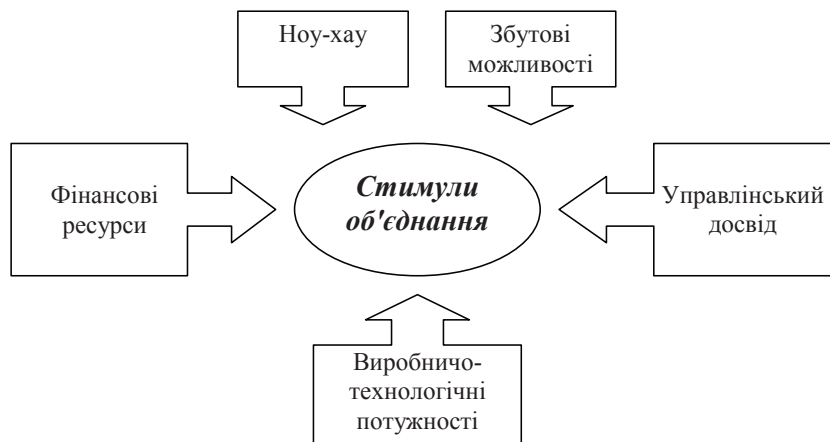 Ноу-хау
Збутові
можливості
Фінансові
ресурси
Стимули
об'єднання
Управлінський
досвід
Виробничо-
технологічні
потужності